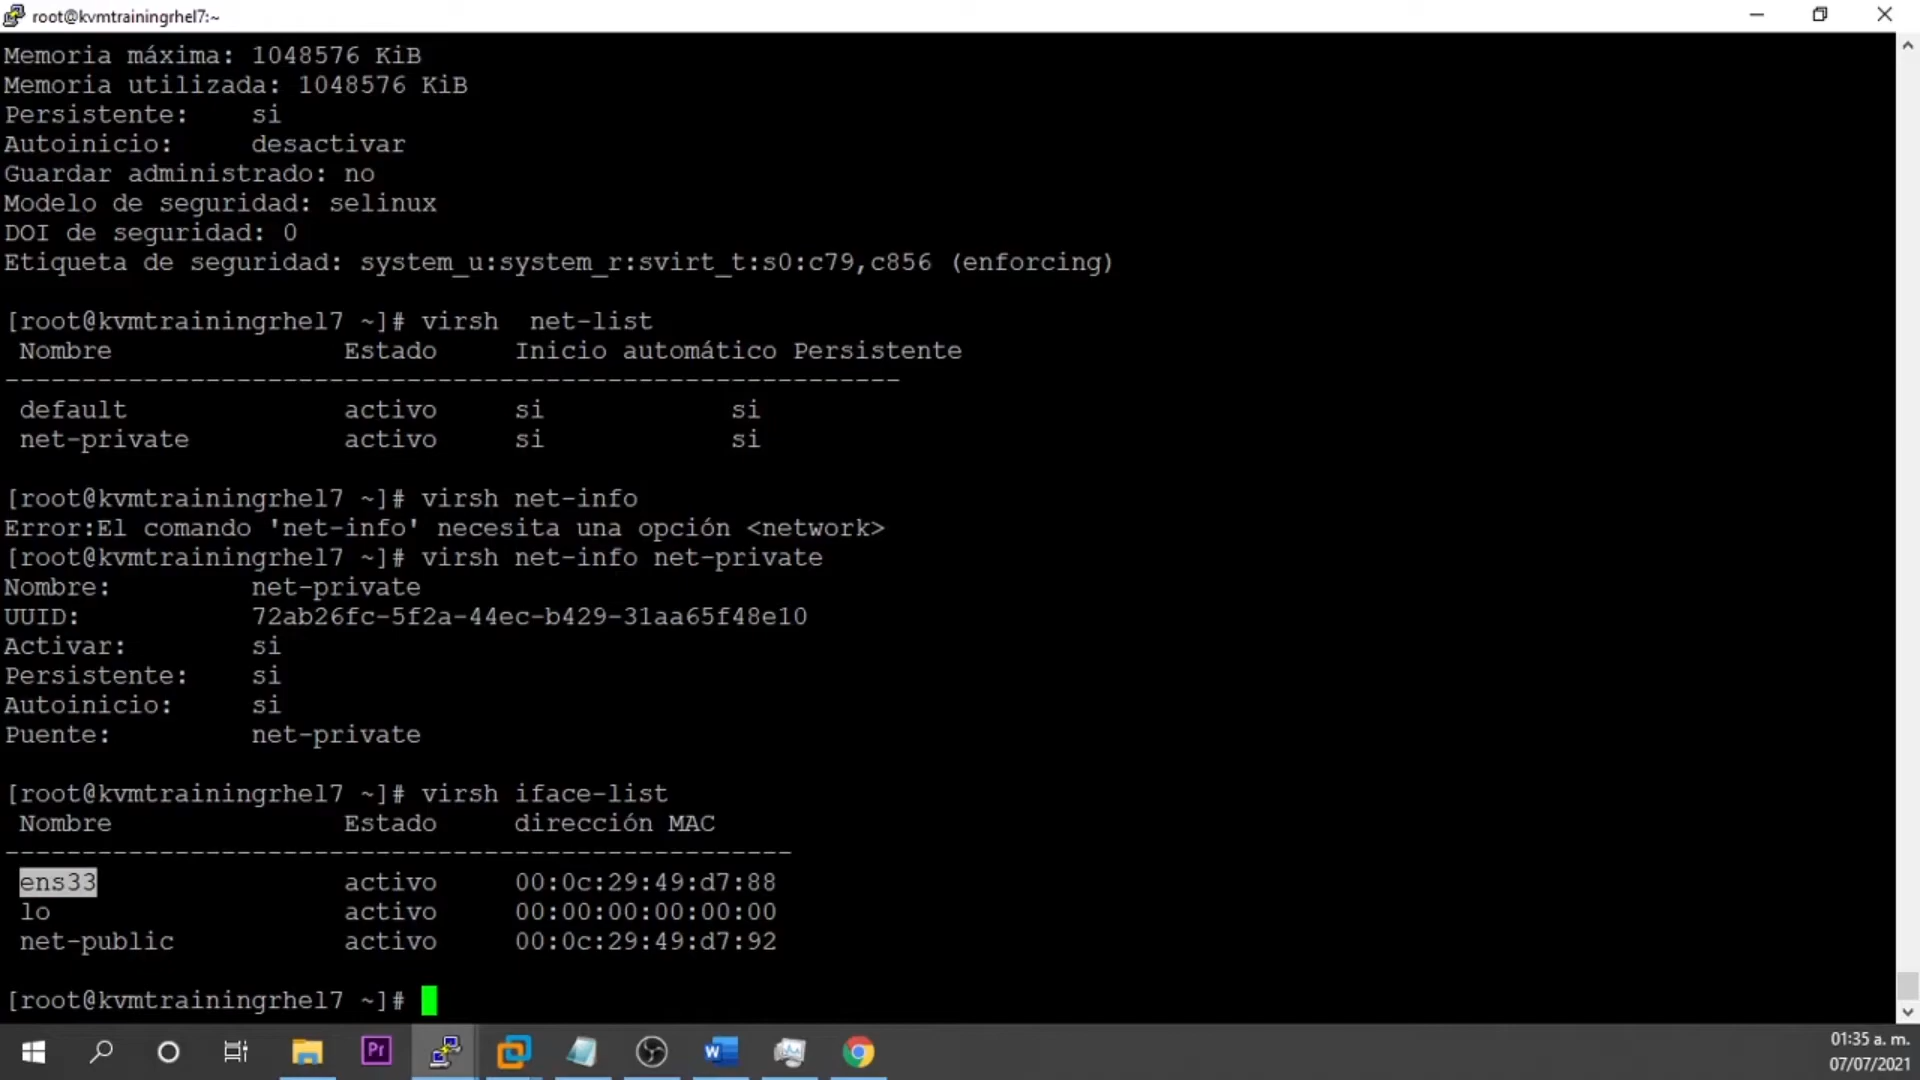 root@kvmtrainingrhel7:~
Memoria máxima: 1048576 KiB
Memoria utilizada: 1048576 KiB
Persistente:    si
Autoinicio:     desactivar
Guardar administrado: no
Modelo de seguridad: selinux
DOI de seguridad: 0
Etiqueta de seguridad: system_u:system_r:svirt_t:s0:c79,c856 (enforcing)
[root@kvmtrainingrhel7 ~]# virsh  net-list
 Nombre               Estado     Inicio automático Persistente
----------------------------------------------------------
 default              activo     si            si
 net-private          activo     si            si
[root@kvmtrainingrhel7 ~]# virsh net-info
Error:El comando 'net-info' necesita una opción <network>
[root@kvmtrainingrhel7 ~]# virsh net-info net-private
Nombre:         net-private
UUID:           72ab26fc-5f2a-44ec-b429-31aa65f48e10
Activar:        si
Persistente:    si
Autoinicio:     si
Puente:         net-private
[root@kvmtrainingrhel7 ~]# virsh iface-list
 Nombre               Estado     dirección MAC
---------------------------------------------------
 ens33                activo     00:0c:29:49:d7:88
 lo                   activo     00:00:00:00:00:00
 net-public           activo     00:0c:29:49:d7:92
[root@kvmtrainingrhel7 ~]#
Pr
W
01:35 a. m.
07/07/2021